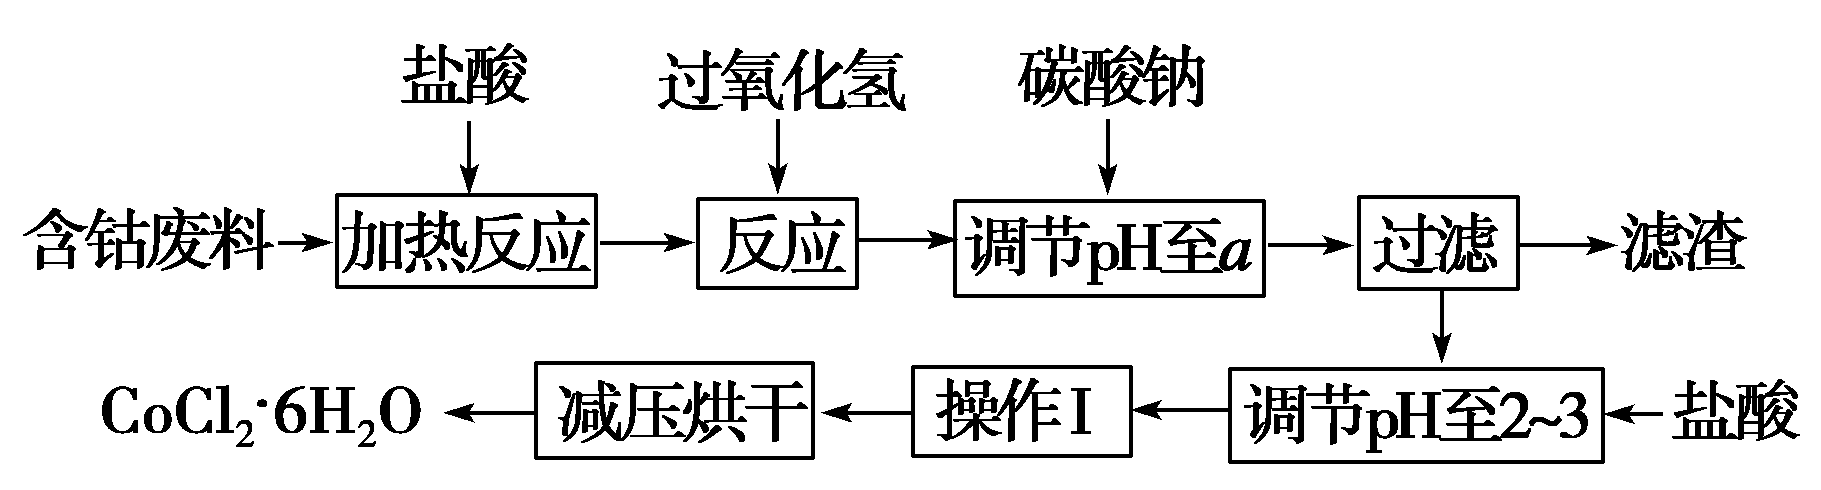 盐酸 过氧化氢 碳酸钠
含钴废料 加热反应 反应 调节pH至a 过滤 滤渣
CoCl₂·6H₂O 减压烘干 操作Ⅰ 调节pH至2~3 盐酸